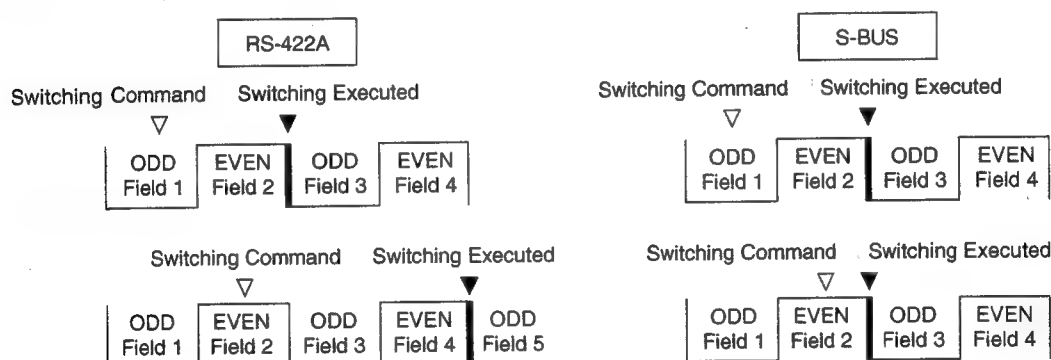 RS-422A
Switching Command Switching Executed
ODD EVEN ODD EVEN
Field 1 Field 2 Field 3 Field 4
Switching Command Switching Executed
ODD EVEN ODD EVEN ODD
Field 1 Field 2 Field 3 Field 4 Field 5
S-BUS
Switching Command Switching Executed
ODD EVEN ODD EVEN
Field 1 Field 2 Field 3 Field 4
Switching Command Switching Executed
ODD EVEN ODD EVEN
Field 1 Field 2 Field 3 Field 4